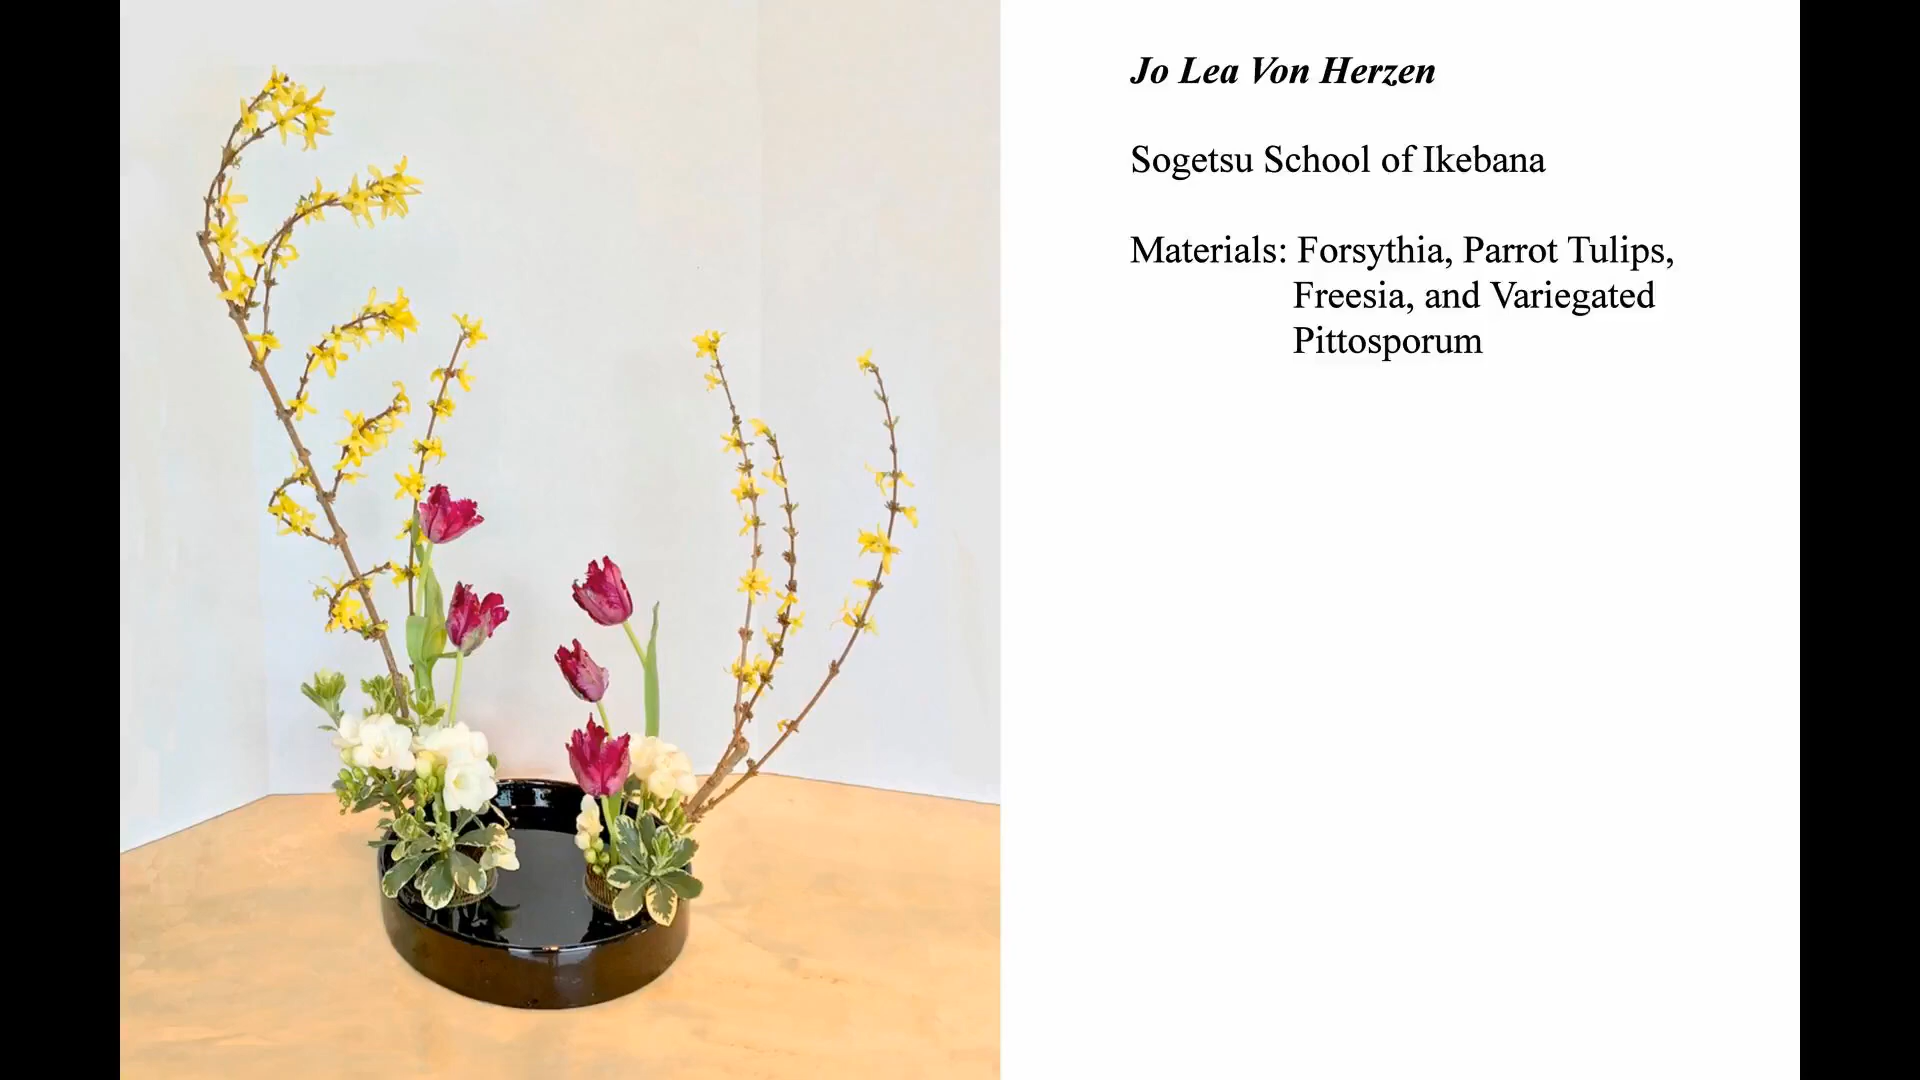 Jo Lea Von Herzen
Sogetsu School of Ikebana
Materials: Forsythia, Parrot Tulips,
Freesia, and Variegated
Pittosporum